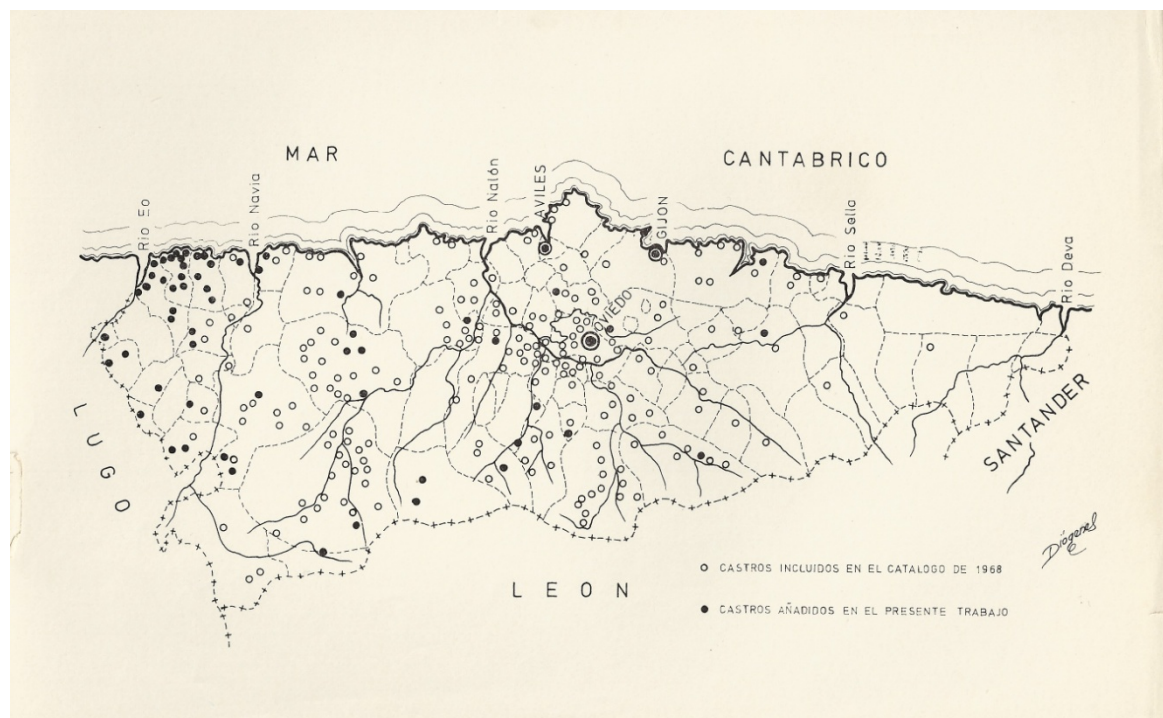 MAR
CANTABRICO
Rio Eo
Rio Navia
Rio Nalón
AVILES
GIJON
Rio Sella
Rio Deva
OVIEDO
LUGO
SANTANDER
LEON
Diógenes
CASTROS INCLUIDOS EN EL CATALOGO DE 1968
CASTROS AÑADIDOS EN EL PRESENTE TRABAJO